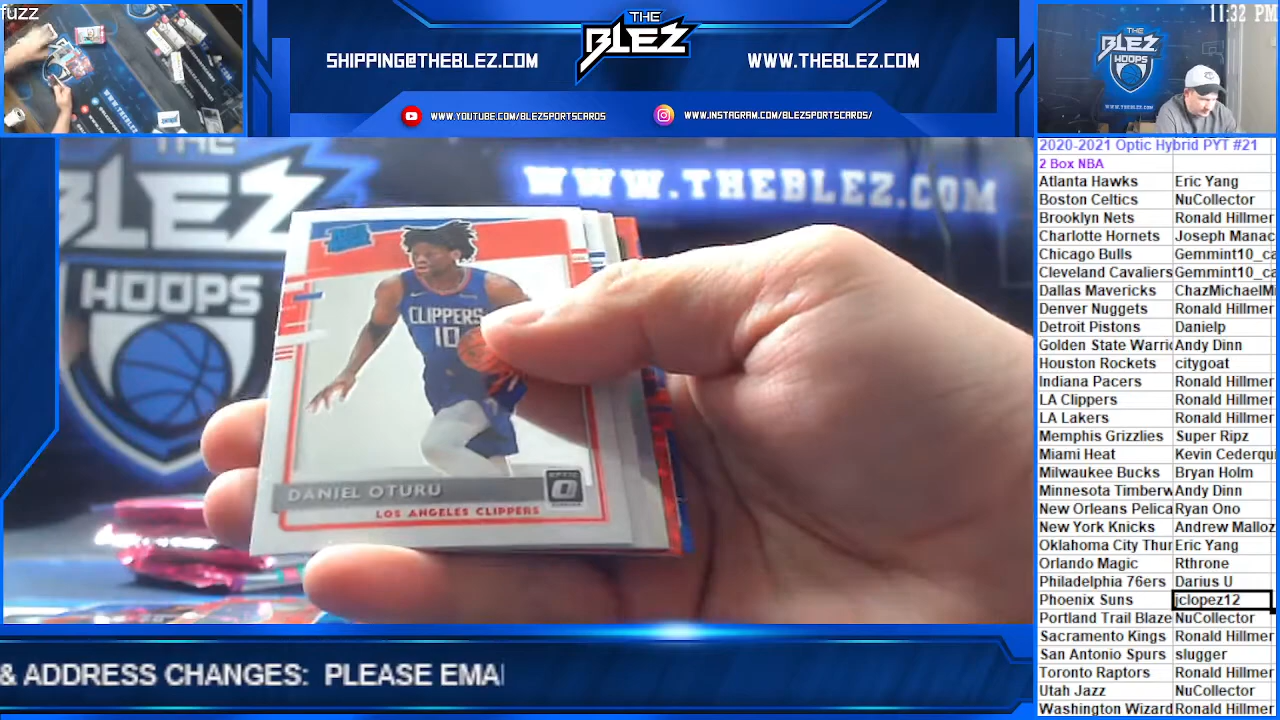 fuzz
SHIPPING@THEBLEZ.COM
THE
BLEZ
WWW.THEBLEZ.COM
WWW.YOUTUBE.COM/BLEZSPORTSCARDS
WWW.INSTAGRAM.COM/BLEZSPORTSCARDS/
11:32 PM
THE
BLEZ
HOOPS
WWW.THEBLEZ.COM
THE
BLEZ
HOOPS
WWW.THEBLEZ.COM
CLIPPERS
10
DANIEL OTURU
OPTIC
LOS ANGELES CLIPPERS
2020-2021 Optic Hybrid PYT #21
2 Box NBA
Atlanta Hawks Eric Yang
Boston Celtics NuCollector
Brooklyn Nets Ronald Hillmer
Charlotte Hornets Joseph Manac
Chicago Bulls Gemmint10_ca
Cleveland Cavaliers Gemmint10_ca
Dallas Mavericks ChazMichaelM
Denver Nuggets Ronald Hillmer
Detroit Pistons Danielp
Golden State Warric Andy Dinn
Houston Rockets citygoat
Indiana Pacers Ronald Hillmer
LA Clippers Ronald Hillmer
LA Lakers Ronald Hillmer
Memphis Grizzlies Super Ripz
Miami Heat Kevin Cederqu
Milwaukee Bucks Bryan Holm
Minnesota Timberw Andy Dinn
New Orleans Pelica Ryan Ono
New York Knicks Andrew Malloz
Oklahoma City Thur Eric Yang
Orlando Magic Rthrone
Philadelphia 76ers Darius U
Phoenix Suns jclopez12
Portland Trail Blaze NuCollector
Sacramento Kings Ronald Hillmer
San Antonio Spurs slugger
Toronto Raptors Ronald Hillmer
Utah Jazz NuCollector
Washington Wizard Ronald Hillmer
& ADDRESS CHANGES: PLEASE EMAI